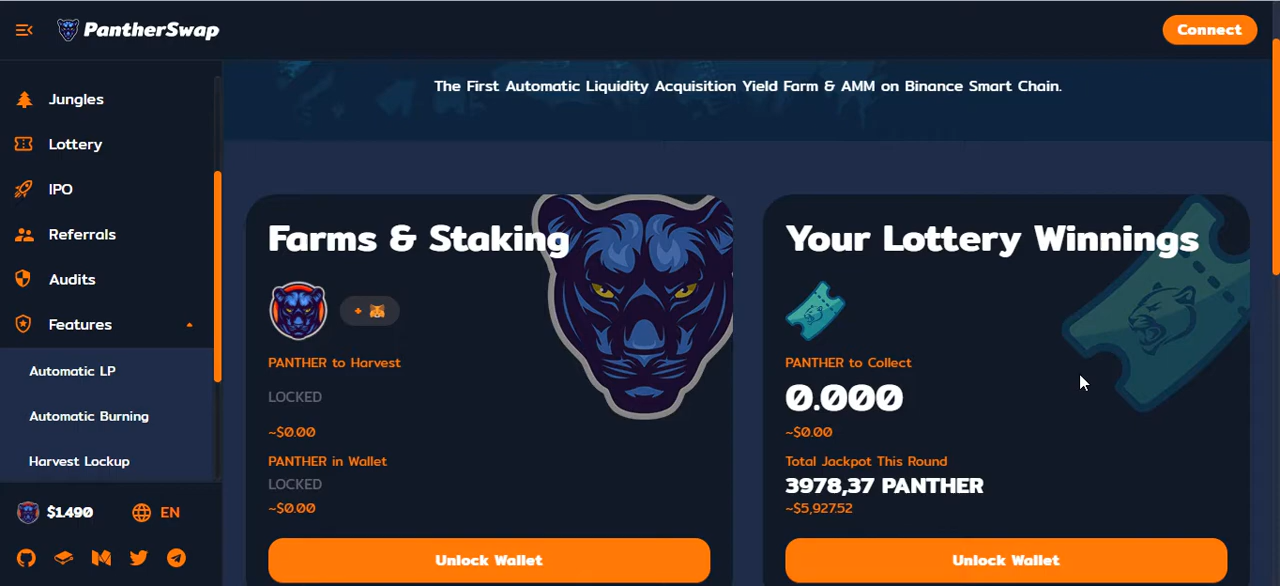 PantherSwap
Connect
Jungles
Lottery
IPO
Referrals
Audits
Features
Automatic LP
Automatic Burning
Harvest Lockup
$1.490
EN
The First Automatic Liquidity Acquisition Yield Farm & AMM on Binance Smart Chain.
Farms & Staking
+
PANTHER to Harvest
LOCKED
~$0.00
PANTHER in Wallet
LOCKED
~$0.00
Unlock Wallet
Your Lottery Winnings
PANTHER to Collect
0.000
~$0.00
Total Jackpot This Round
3978,37 PANTHER
~$5,927.52
Unlock Wallet